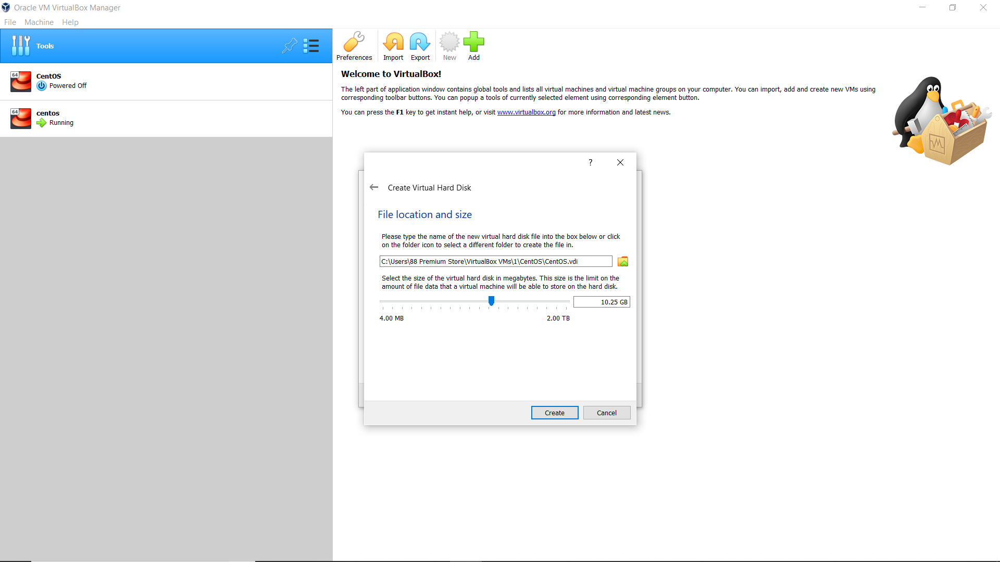 Oracle VM VirtualBox Manager
File Machine Help
Tools
64
CentOS
Powered Off
64
centos
Running
Preferences Import Export New Add
Welcome to VirtualBox!
The left part of application window contains global tools and lists all virtual machines and virtual machine groups on your computer. You can import, add and create new VMs using
corresponding toolbar buttons. You can popup a tools of currently selected element using corresponding element button.
You can press the F1 key to get instant help, or visit www.virtualbox.org for more information and latest news.
?
Create Virtual Hard Disk
File location and size
Please type the name of the new virtual hard disk file into the box below or click
on the folder icon to select a different folder to create the file in.
C:\Users\88 Premium Store\VirtualBox VMs\1\CentOS\CentOS.vdi
Select the size of the virtual hard disk in megabytes. This size is the limit on the
amount of file data that a virtual machine will be able to store on the hard disk.
10.25 GB
4.00 MB 2.00 TB
Create Cancel